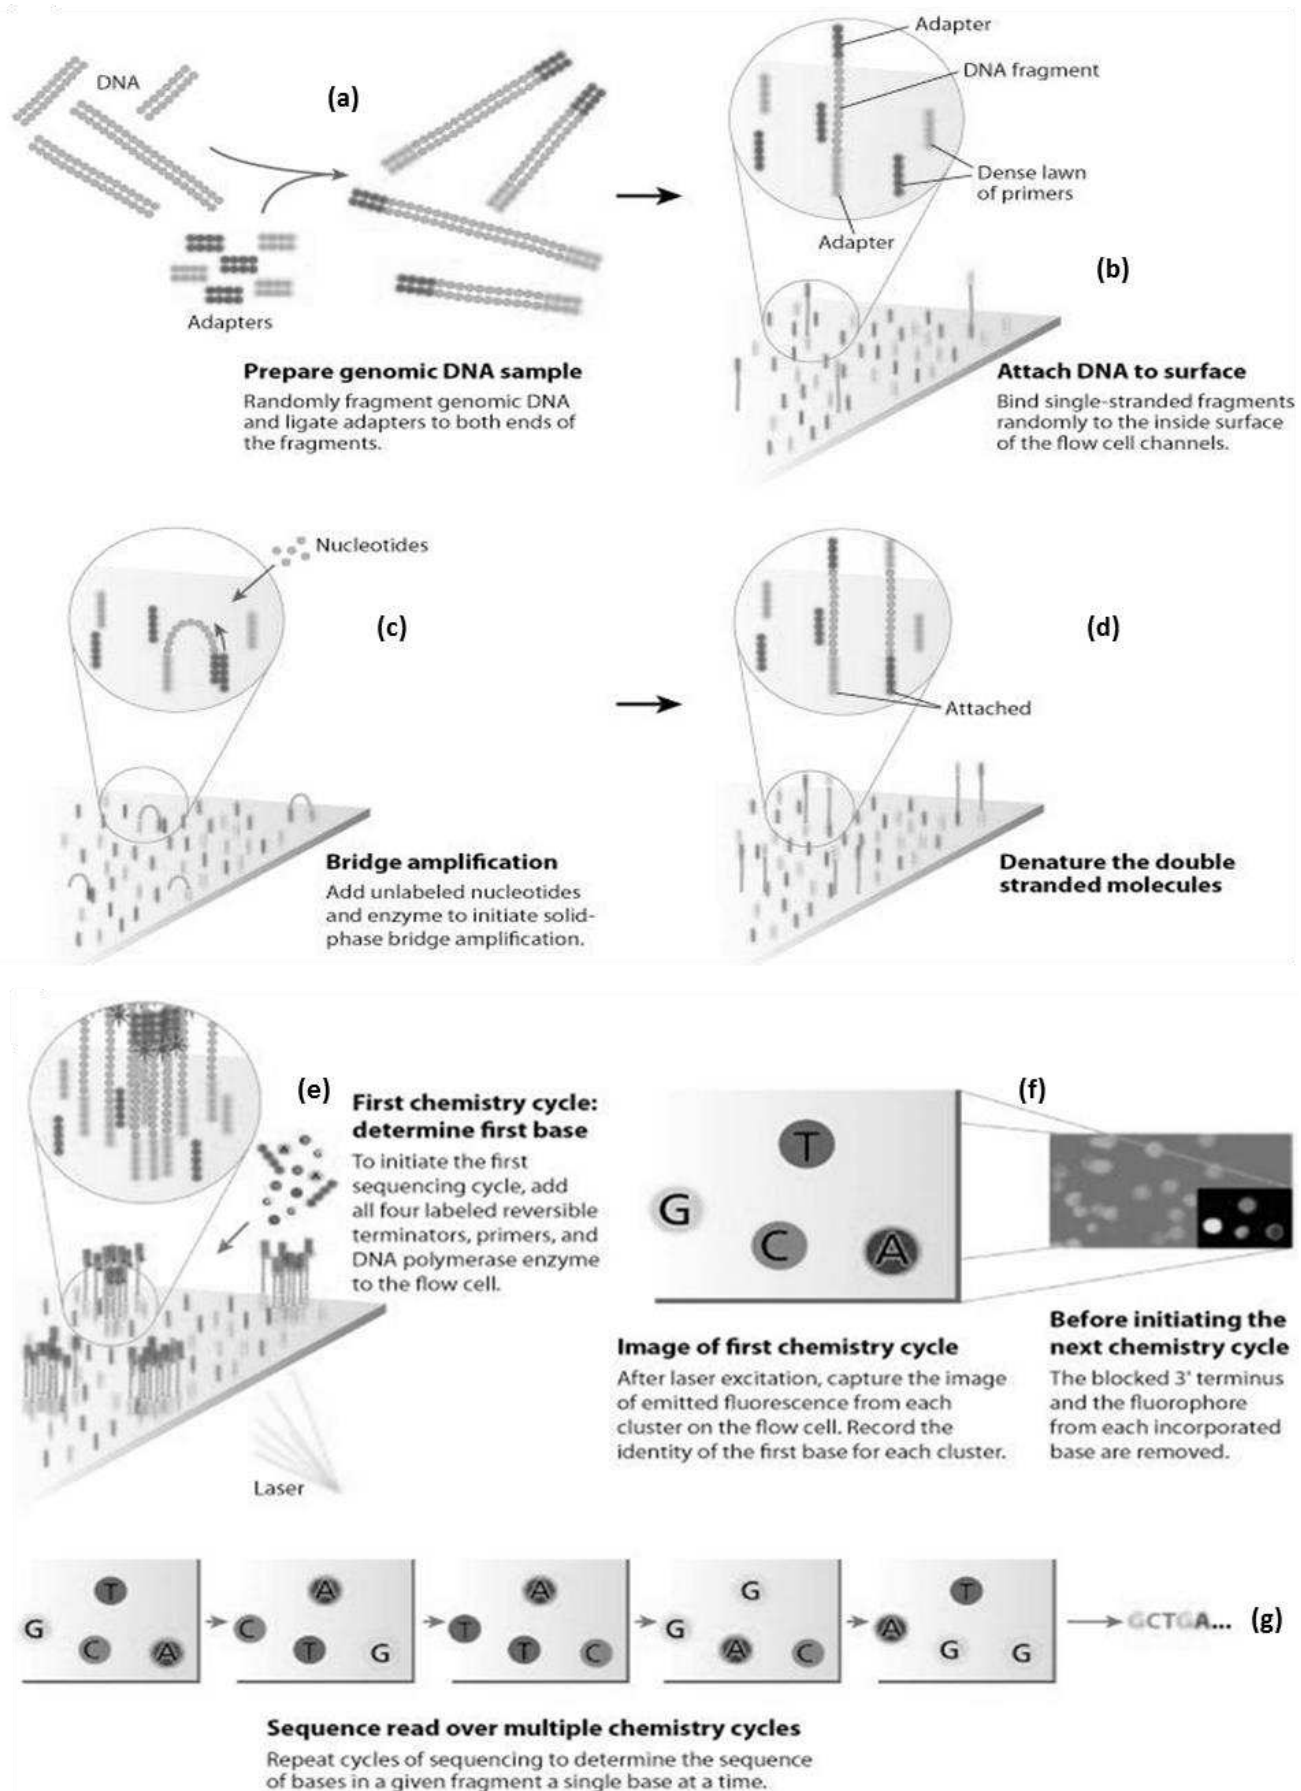 DNA
(a)
Adapters
Prepare genomic DNA sample
Randomly fragment genomic DNA
and ligate adapters to both ends of
the fragments.
Adapter
DNA fragment
Dense lawn
of primers
Adapter
(b)
Attach DNA to surface
Bind single-stranded fragments
randomly to the inside surface
of the flow cell channels.
Nucleotides
(c)
Bridge amplification
Add unlabeled nucleotides
and enzyme to initiate solid-
phase bridge amplification.
(d)
Attached
Denature the double
stranded molecules
(e)
First chemistry cycle:
determine first base
To initiate the first
sequencing cycle, add
all four labeled reversible
terminators, primers, and
DNA polymerase enzyme
to the flow cell.
Laser
(f)
T
G
C
A
Image of first chemistry cycle
After laser excitation, capture the image
of emitted fluorescence from each
cluster on the flow cell. Record the
identity of the first base for each cluster.
Before initiating the
next chemistry cycle
The blocked 3' terminus
and the fluorophore
from each incorporated
base are removed.
T
G
C
A
A
C
T
G
A
T
T
C
G
G
A
C
T
A
G
G
GCTGA...
(g)
Sequence read over multiple chemistry cycles
Repeat cycles of sequencing to determine the sequence
of bases in a given fragment a single base at a time.